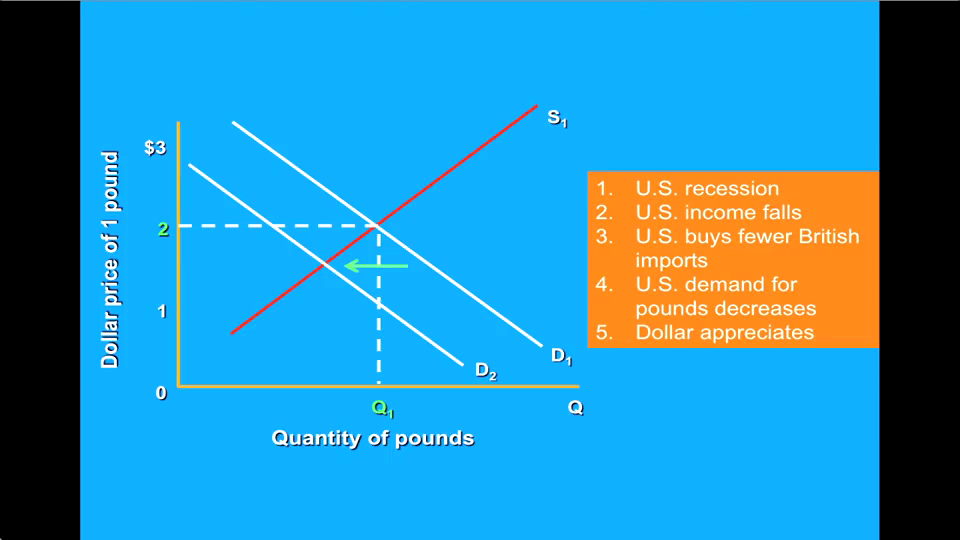 S1
$3
2
1
0
Dollar price of 1 pound
D1
D2
Q1
Q
Quantity of pounds
1. U.S. recession
2. U.S. income falls
3. U.S. buys fewer British
imports
4. U.S. demand for
pounds decreases
5. Dollar appreciates